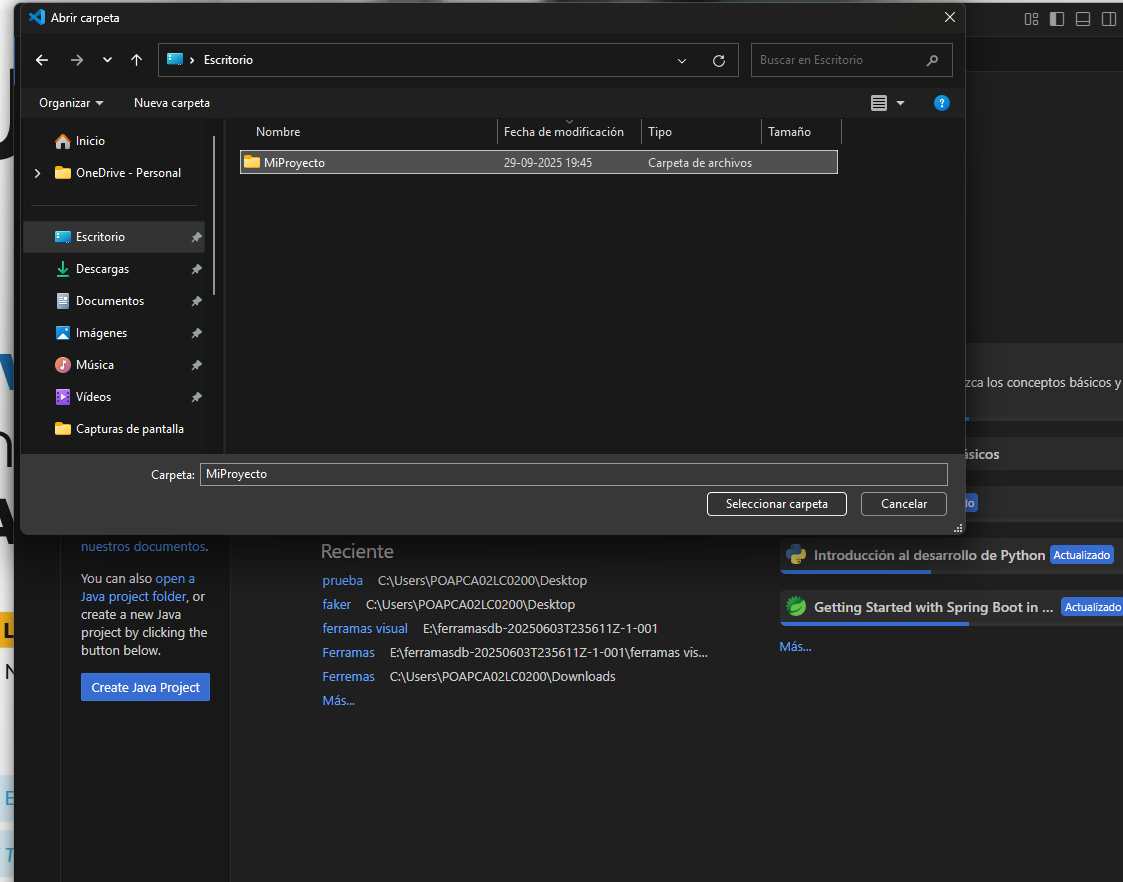 Abrir carpeta
Escritorio
Buscar en Escritorio
Organizar
Nueva carpeta
Inicio
OneDrive - Personal
Escritorio
Descargas
Documentos
Imágenes
Música
Vídeos
Capturas de pantalla
Nombre
Fecha de modificación
Tipo
Tamaño
MiProyecto
29-09-2025 19:45
Carpeta de archivos
Carpeta:
MiProyecto
Seleccionar carpeta
Cancelar
nuestros documentos.
You can also open a
Java project folder, or
create a new Java
project by clicking the
button below.
Create Java Project
Reciente
prueba C:\Users\POAPCA02LC0200\Desktop
faker C:\Users\POAPCA02LC0200\Desktop
ferramas visual E:\ferramasdb-20250603T235611Z-1-001
Ferramas E:\ferramasdb-20250603T235611Z-1-001\ferramas vis...
Ferremas C:\Users\POAPCA02LC0200\Downloads
Más...
los conceptos básicos y
Introducción al desarrollo de Python Actualizado
Getting Started with Spring Boot in ... Actualizado
Más...